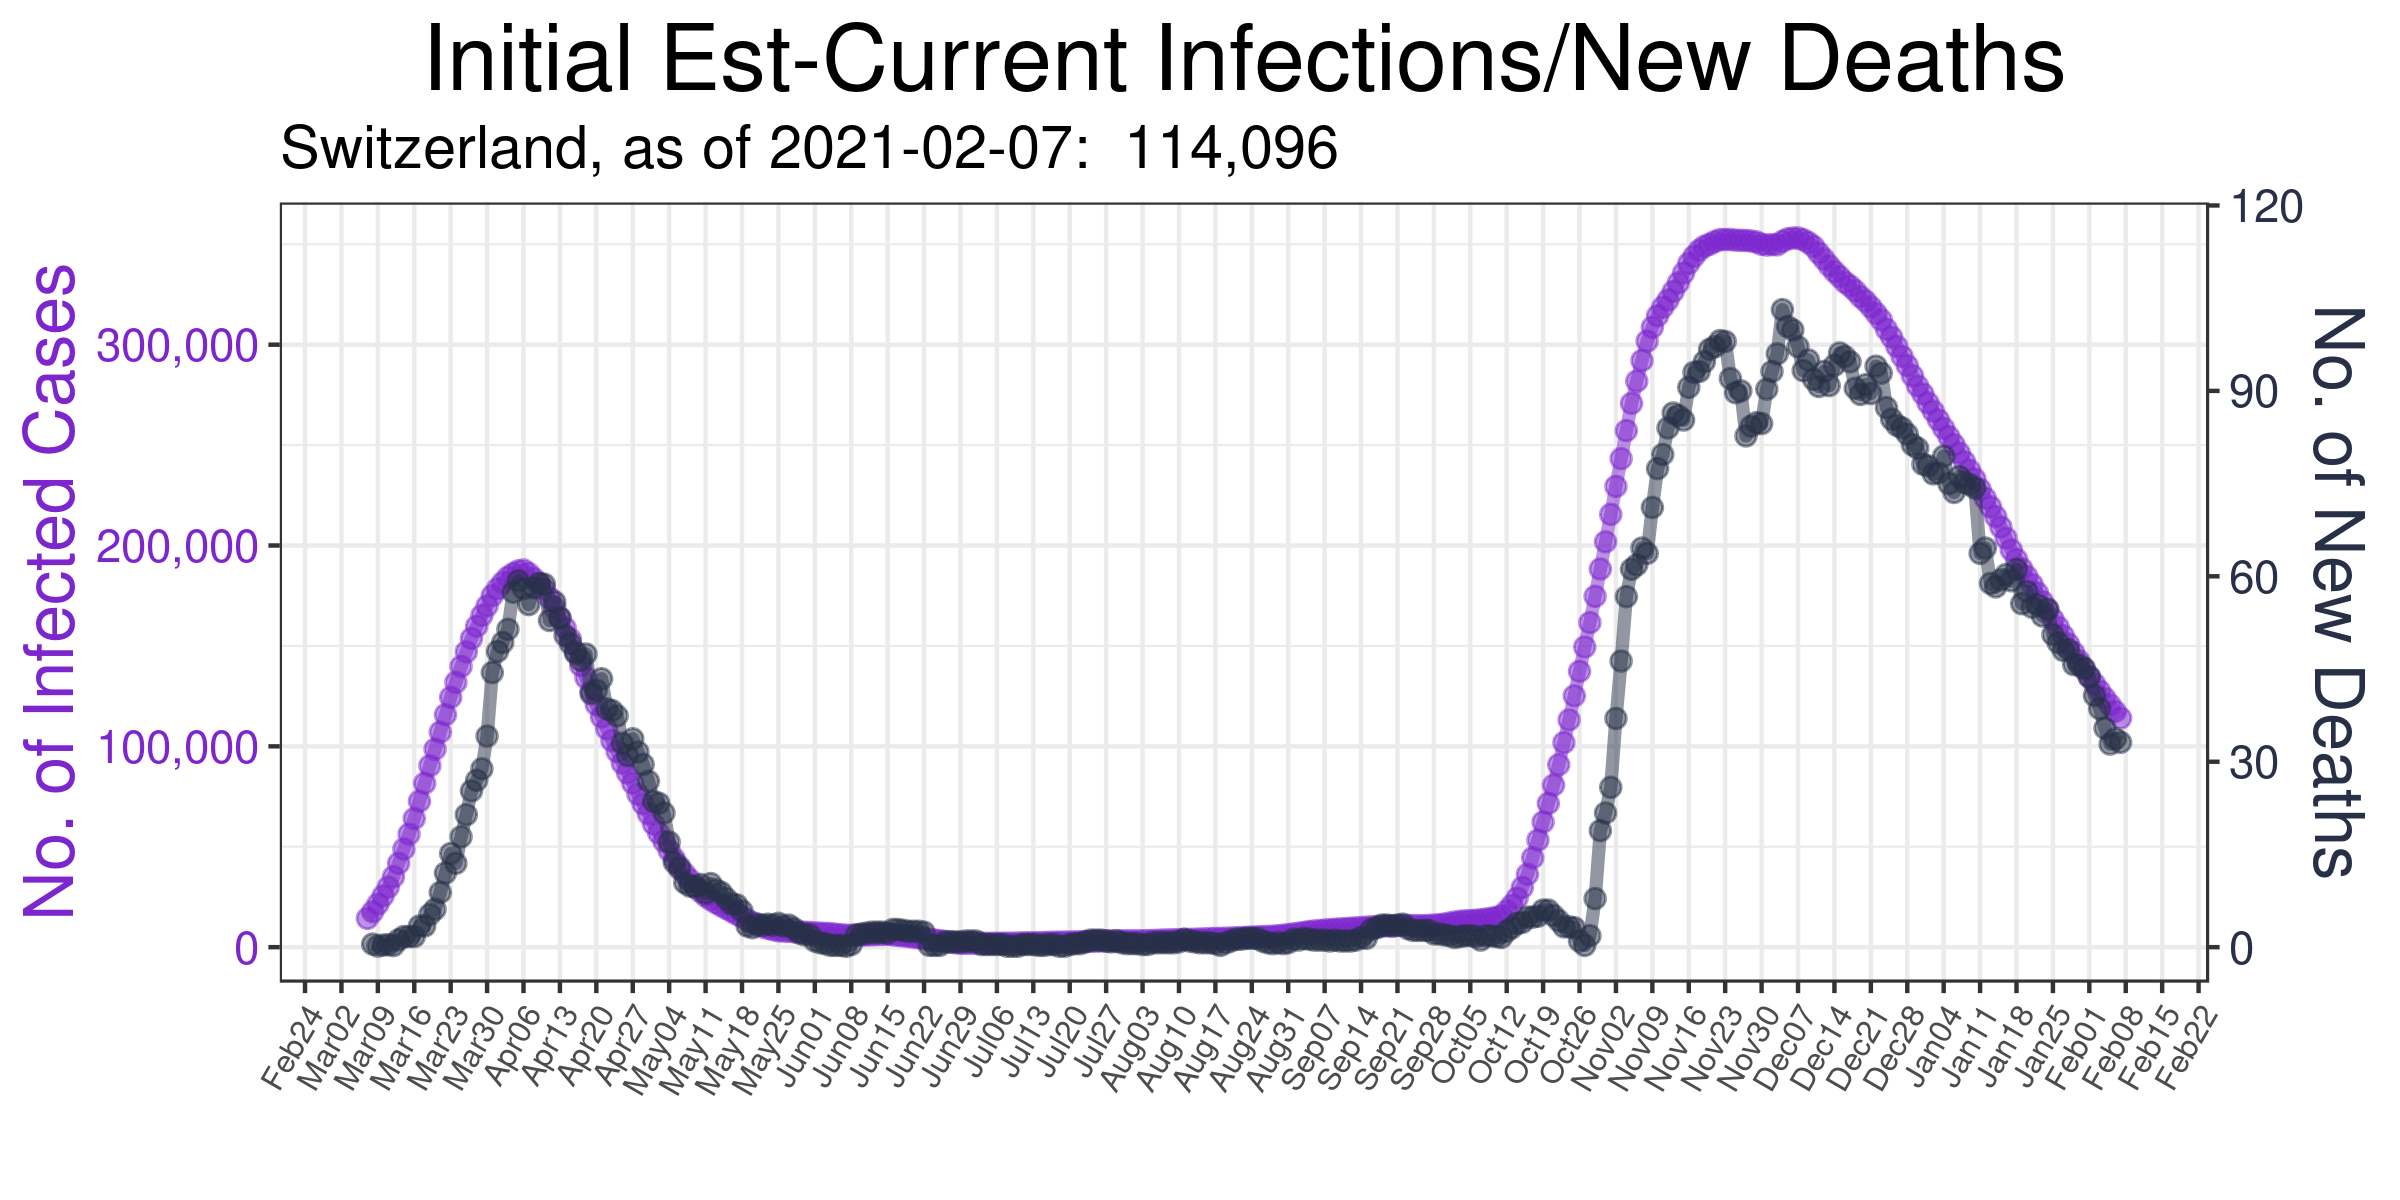 Initial Est-Current Infections/New Deaths
Switzerland, as of 2021-02-07: 114,096
No. of Infected Cases
300,000
200,000
100,000
0
120
90
60
30
0
No. of New Deaths
Feb24
Mar02
Mar09
Mar16
Mar23
Mar30
Apr06
Apr13
Apr20
Apr27
May04
May11
May18
May25
Jun01
Jun08
Jun15
Jun22
Jun29
Jul06
Jul13
Jul20
Jul27
Aug03
Aug10
Aug17
Aug24
Aug31
Sep07
Sep14
Sep21
Sep28
Oct05
Oct12
Oct19
Oct26
Nov02
Nov09
Nov16
Nov23
Nov30
Dec07
Dec14
Dec21
Dec28
Jan04
Jan11
Jan18
Jan25
Feb01
Feb08
Feb15
Feb22